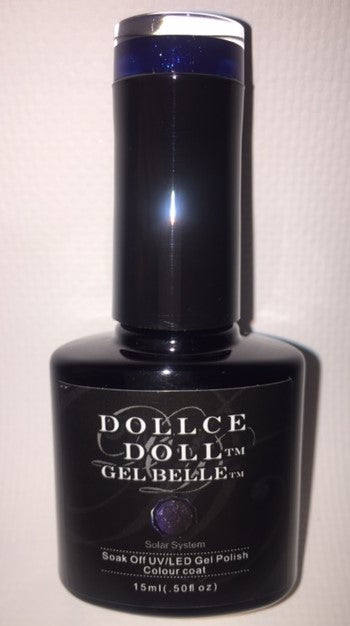 DOLLCE
DOLL™
GEL BELLE™
Solar System
Soak Off UV/LED Gel Polish
Colour coat
15ml(.50fl oz)